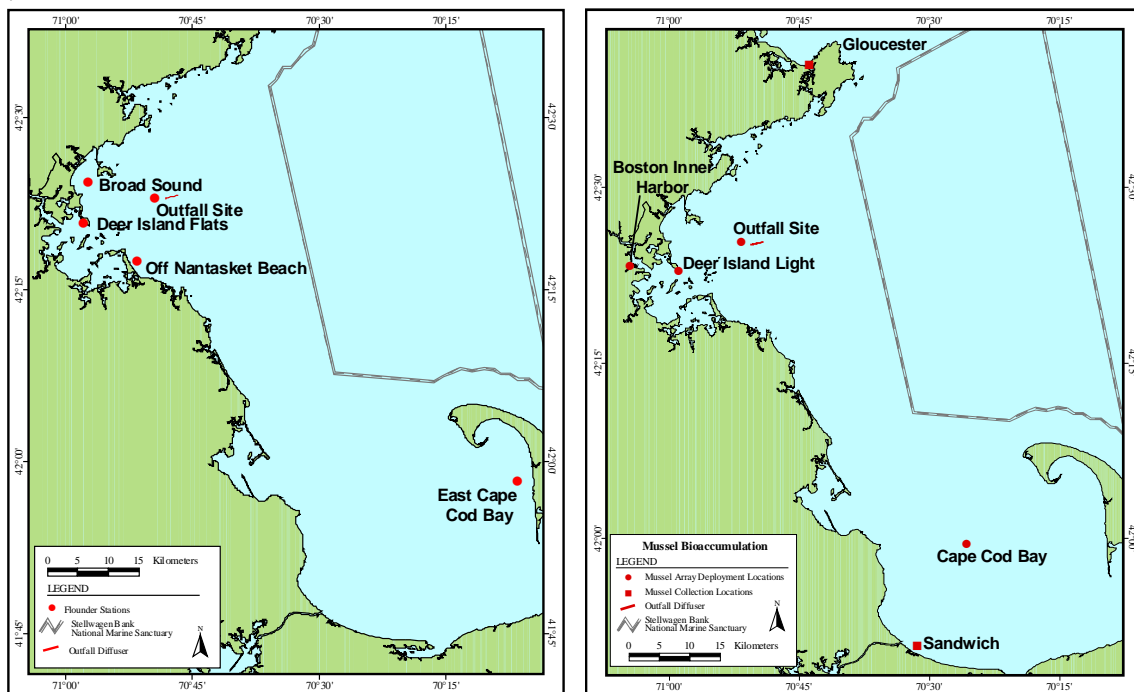 71°00' 70°45' 70°30' 70°15'
42°30' 42°30'
Broad Sound
Outfall Site
Deer Island Flats
Off Nantasket Beach
42°15' 42°15'
42°00' 42°00'
East Cape
Cod Bay
0 5 10 15 Kilometers
LEGEND
Flounder Stations
Stellwagen Bank
National Marine Sanctuary
Outfall Diffuser
N
41°45' 41°45'
71°00' 70°45' 70°30' 70°15'
71°00' 70°45' 70°30' 70°15'
Gloucester
Boston Inner
Harbor
42°30' 42°30'
Outfall Site
Deer Island Light
42°15' 42°15'
42°00' 42°00'
Cape Cod Bay
Mussel Bioaccumulation
LEGEND
Mussel Array Deployment Locations
Mussel Collection Locations
Outfall Diffuser
Stellwagen Bank
National Marine Sanctuary
N
0 5 10 15 Kilometers
Sandwich
71°00' 70°45' 70°30' 70°15'